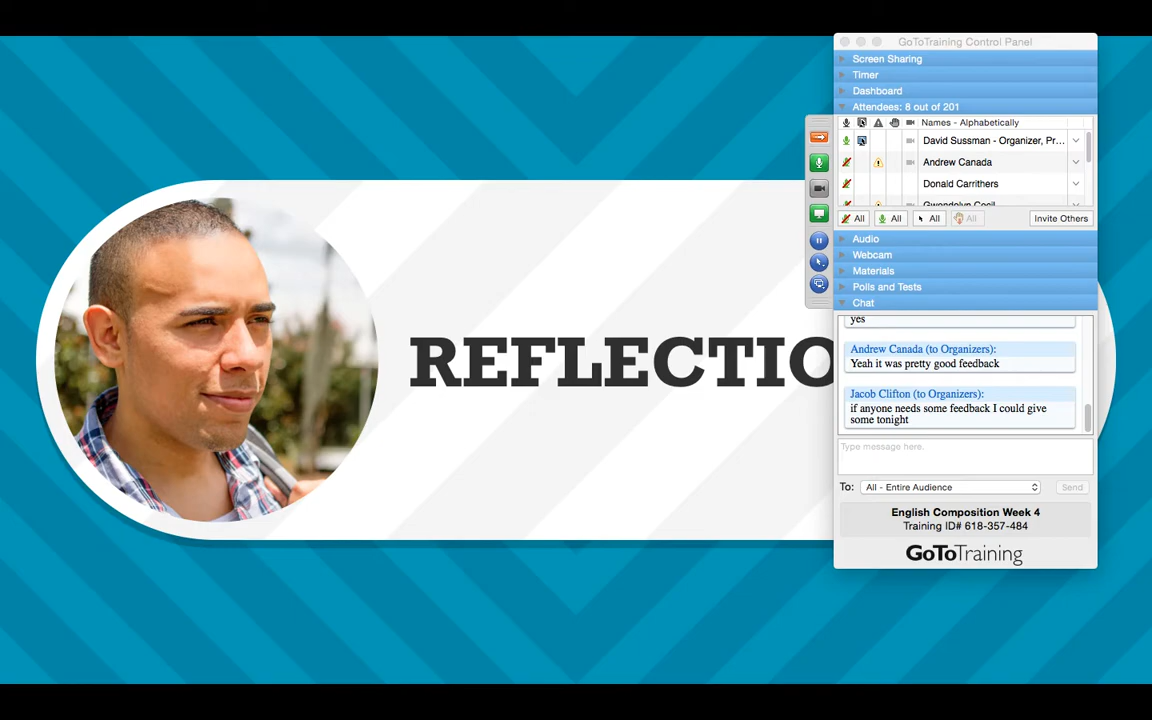 REFLECTIO
GoToTraining Control Panel
Screen Sharing
Timer
Dashboard
Attendees: 8 out of 201
Names - Alphabetically
David Sussman - Organizer, Pr...
Andrew Canada
Donald Carrithers
Gwendolyn Cecil
All
All
All
All
Invite Others
Audio
Webcam
Materials
Polls and Tests
Chat
yes
Andrew Canada (to Organizers):
Yeah it was pretty good feedback
Jacob Clifton (to Organizers):
if anyone needs some feedback I could give
some tonight
Type message here.
To: All - Entire Audience Send
English Composition Week 4
Training ID# 618-357-484
GoToTraining